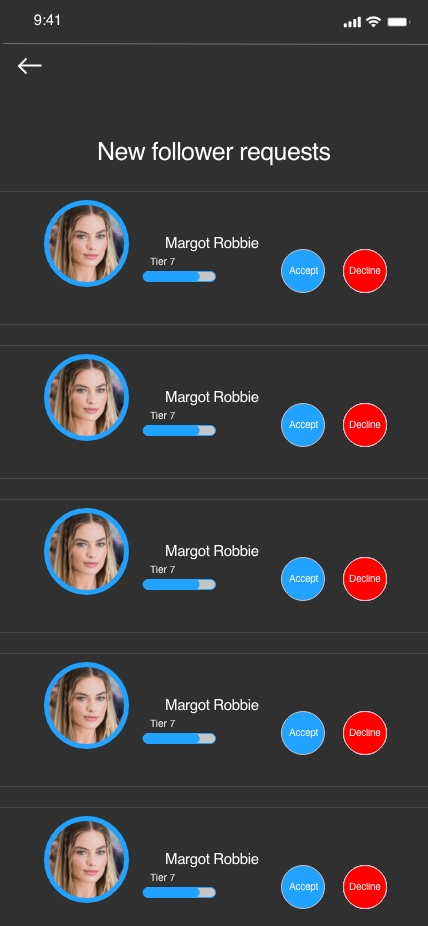 9:41
New follower requests
Margot Robbie
Tier 7
Accept
Decline
Margot Robbie
Tier 7
Accept
Decline
Margot Robbie
Tier 7
Accept
Decline
Margot Robbie
Tier 7
Accept
Decline
Margot Robbie
Tier 7
Accept
Decline